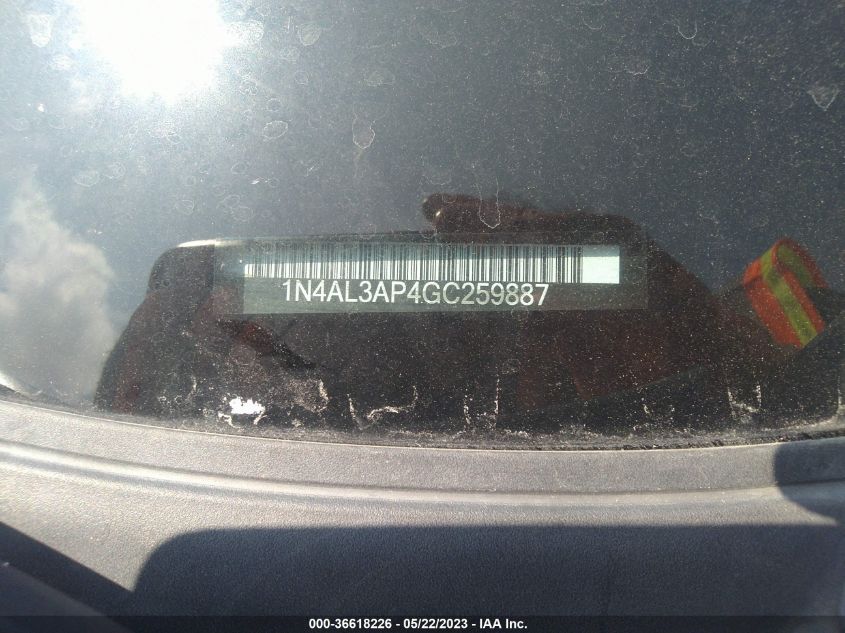 1N4AL3AP4GC259887
000-36618226 - 05/22/2023 - IAA Inc.